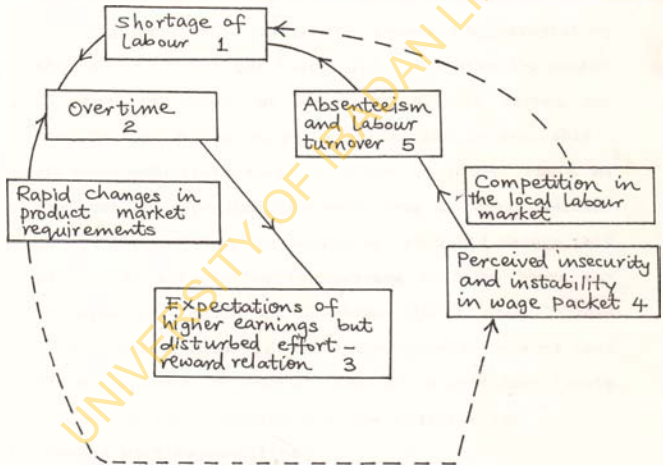 Shortage of
Labour 1
Overtime
2
Absenteeism
and Labour
turnover 5
Rapid changes in
product market
requirements
Competition in
the local labour
market
Perceived insecurity
and instability
in wage packet 4
Expectations of
higher earnings but
disturbed effort –
reward relation 3
UNIVERSITY OF IBADAN LI